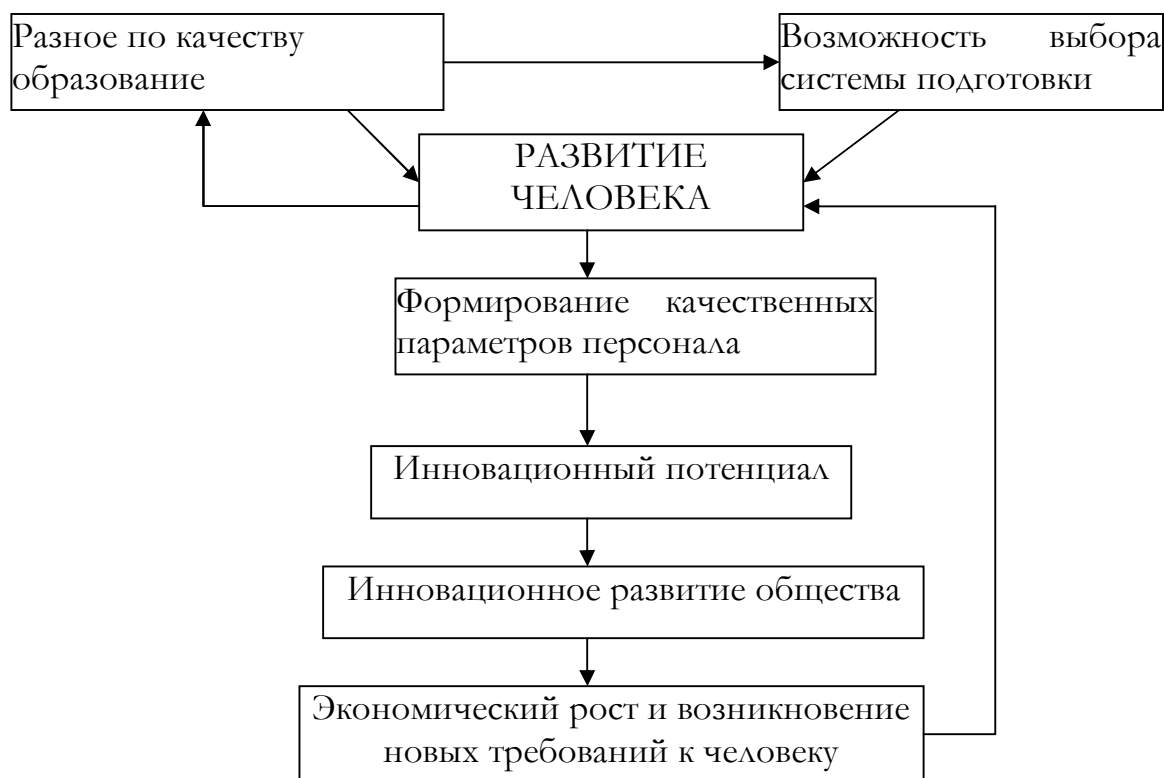 Разное по качеству
образование
Возможность выбора
системы подготовки
РАЗВИТИЕ
ЧЕЛОВЕКА
Формирование качественных
параметров персонала
Инновационный потенциал
Инновационное развитие общества
Экономический рост и возникновение
новых требований к человеку